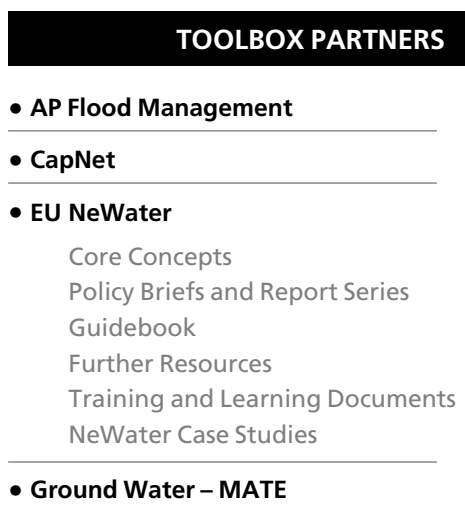 TOOLBOX PARTNERS
• AP Flood Management
• CapNet
• EU NeWater
Core Concepts
Policy Briefs and Report Series
Guidebook
Further Resources
Training and Learning Documents
NeWater Case Studies
• Ground Water – MATE